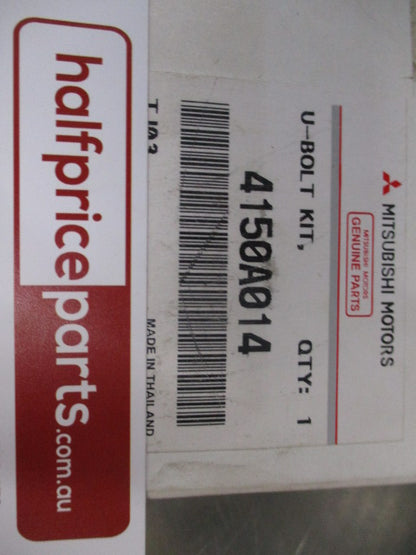 MITSUBISHI MOTORS
MITSUBISHI MOTORS
GENUINE PARTS
U-BOLT KIT, QTY: 1
4150A014
MADE IN THAILAND
halfpriceparts.com.au